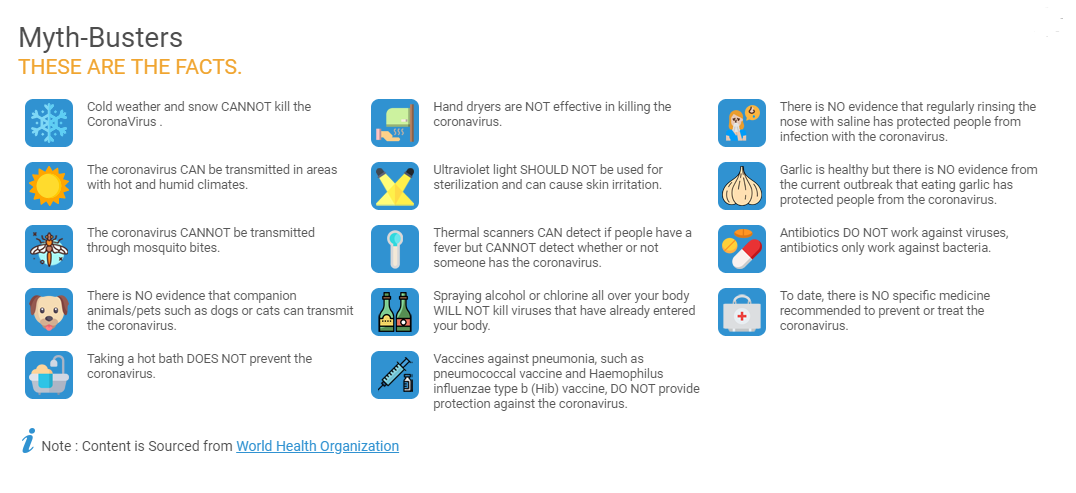 Myth-Busters
THESE ARE THE FACTS.
Cold weather and snow CANNOT kill the
CoronaVirus .
The coronavirus CAN be transmitted in areas
with hot and humid climates.
The coronavirus CANNOT be transmitted
through mosquito bites.
There is NO evidence that companion
animals/pets such as dogs or cats can transmit
the coronavirus.
Taking a hot bath DOES NOT prevent the
coronavirus.
Hand dryers are NOT effective in killing the
coronavirus.
Ultraviolet light SHOULD NOT be used for
sterilization and can cause skin irritation.
Thermal scanners CAN detect if people have a
fever but CANNOT detect whether or not
someone has the coronavirus.
Spraying alcohol or chlorine all over your body
WILL NOT kill viruses that have already entered
your body.
Vaccines against pneumonia, such as
pneumococcal vaccine and Haemophilus
influenzae type b (Hib) vaccine, DO NOT provide
protection against the coronavirus.
There is NO evidence that regularly rinsing the
nose with saline has protected people from
infection with the coronavirus.
Garlic is healthy but there is NO evidence from
the current outbreak that eating garlic has
protected people from the coronavirus.
Antibiotics DO NOT work against viruses,
antibiotics only work against bacteria.
To date, there is NO specific medicine
recommended to prevent or treat the
coronavirus.
i Note : Content is Sourced from World Health Organization